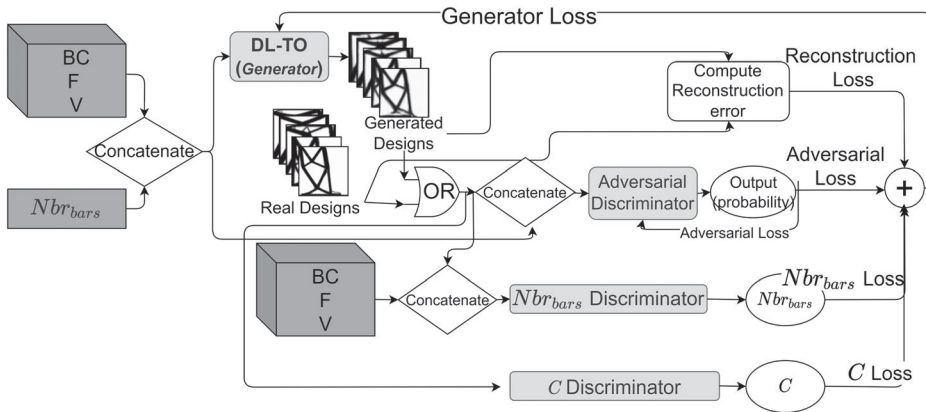 Generator Loss
BC
F
V
DL-TO
(Generator)
Concatenate
Nbr_bars
Generated
Designs
Real Designs
OR
Compute
Reconstruction
error
Reconstruction
Loss
Concatenate
Adversarial
Discriminator
Output
(probability)
Adversarial
Loss
+
Adversarial Loss
BC
F
V
Concatenate
Nbr_bars Discriminator
Nbr_bars
Nbr_bars Loss
C Discriminator
C
C Loss